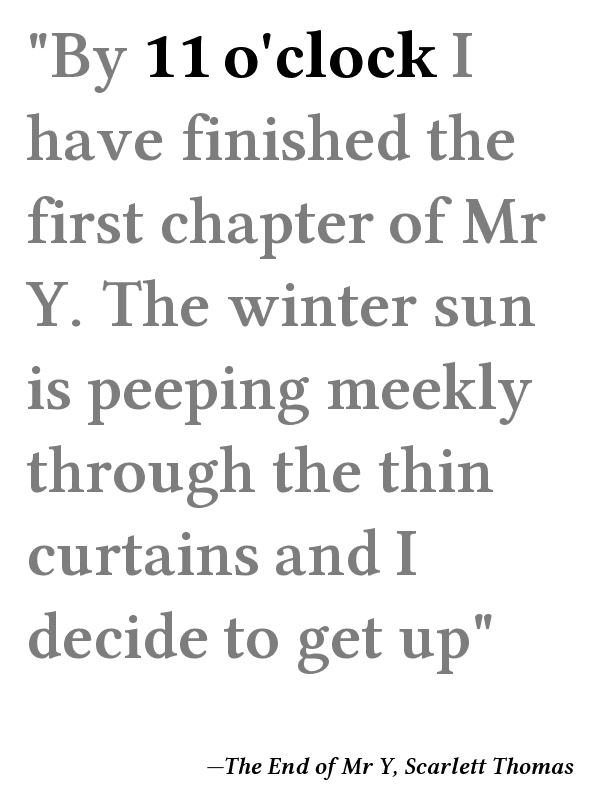 "By 11 o'clock I
have finished the
first chapter of Mr
Y. The winter sun
is peeping meekly
through the thin
curtains and I
decide to get up"
—The End of Mr Y, Scarlett Thomas